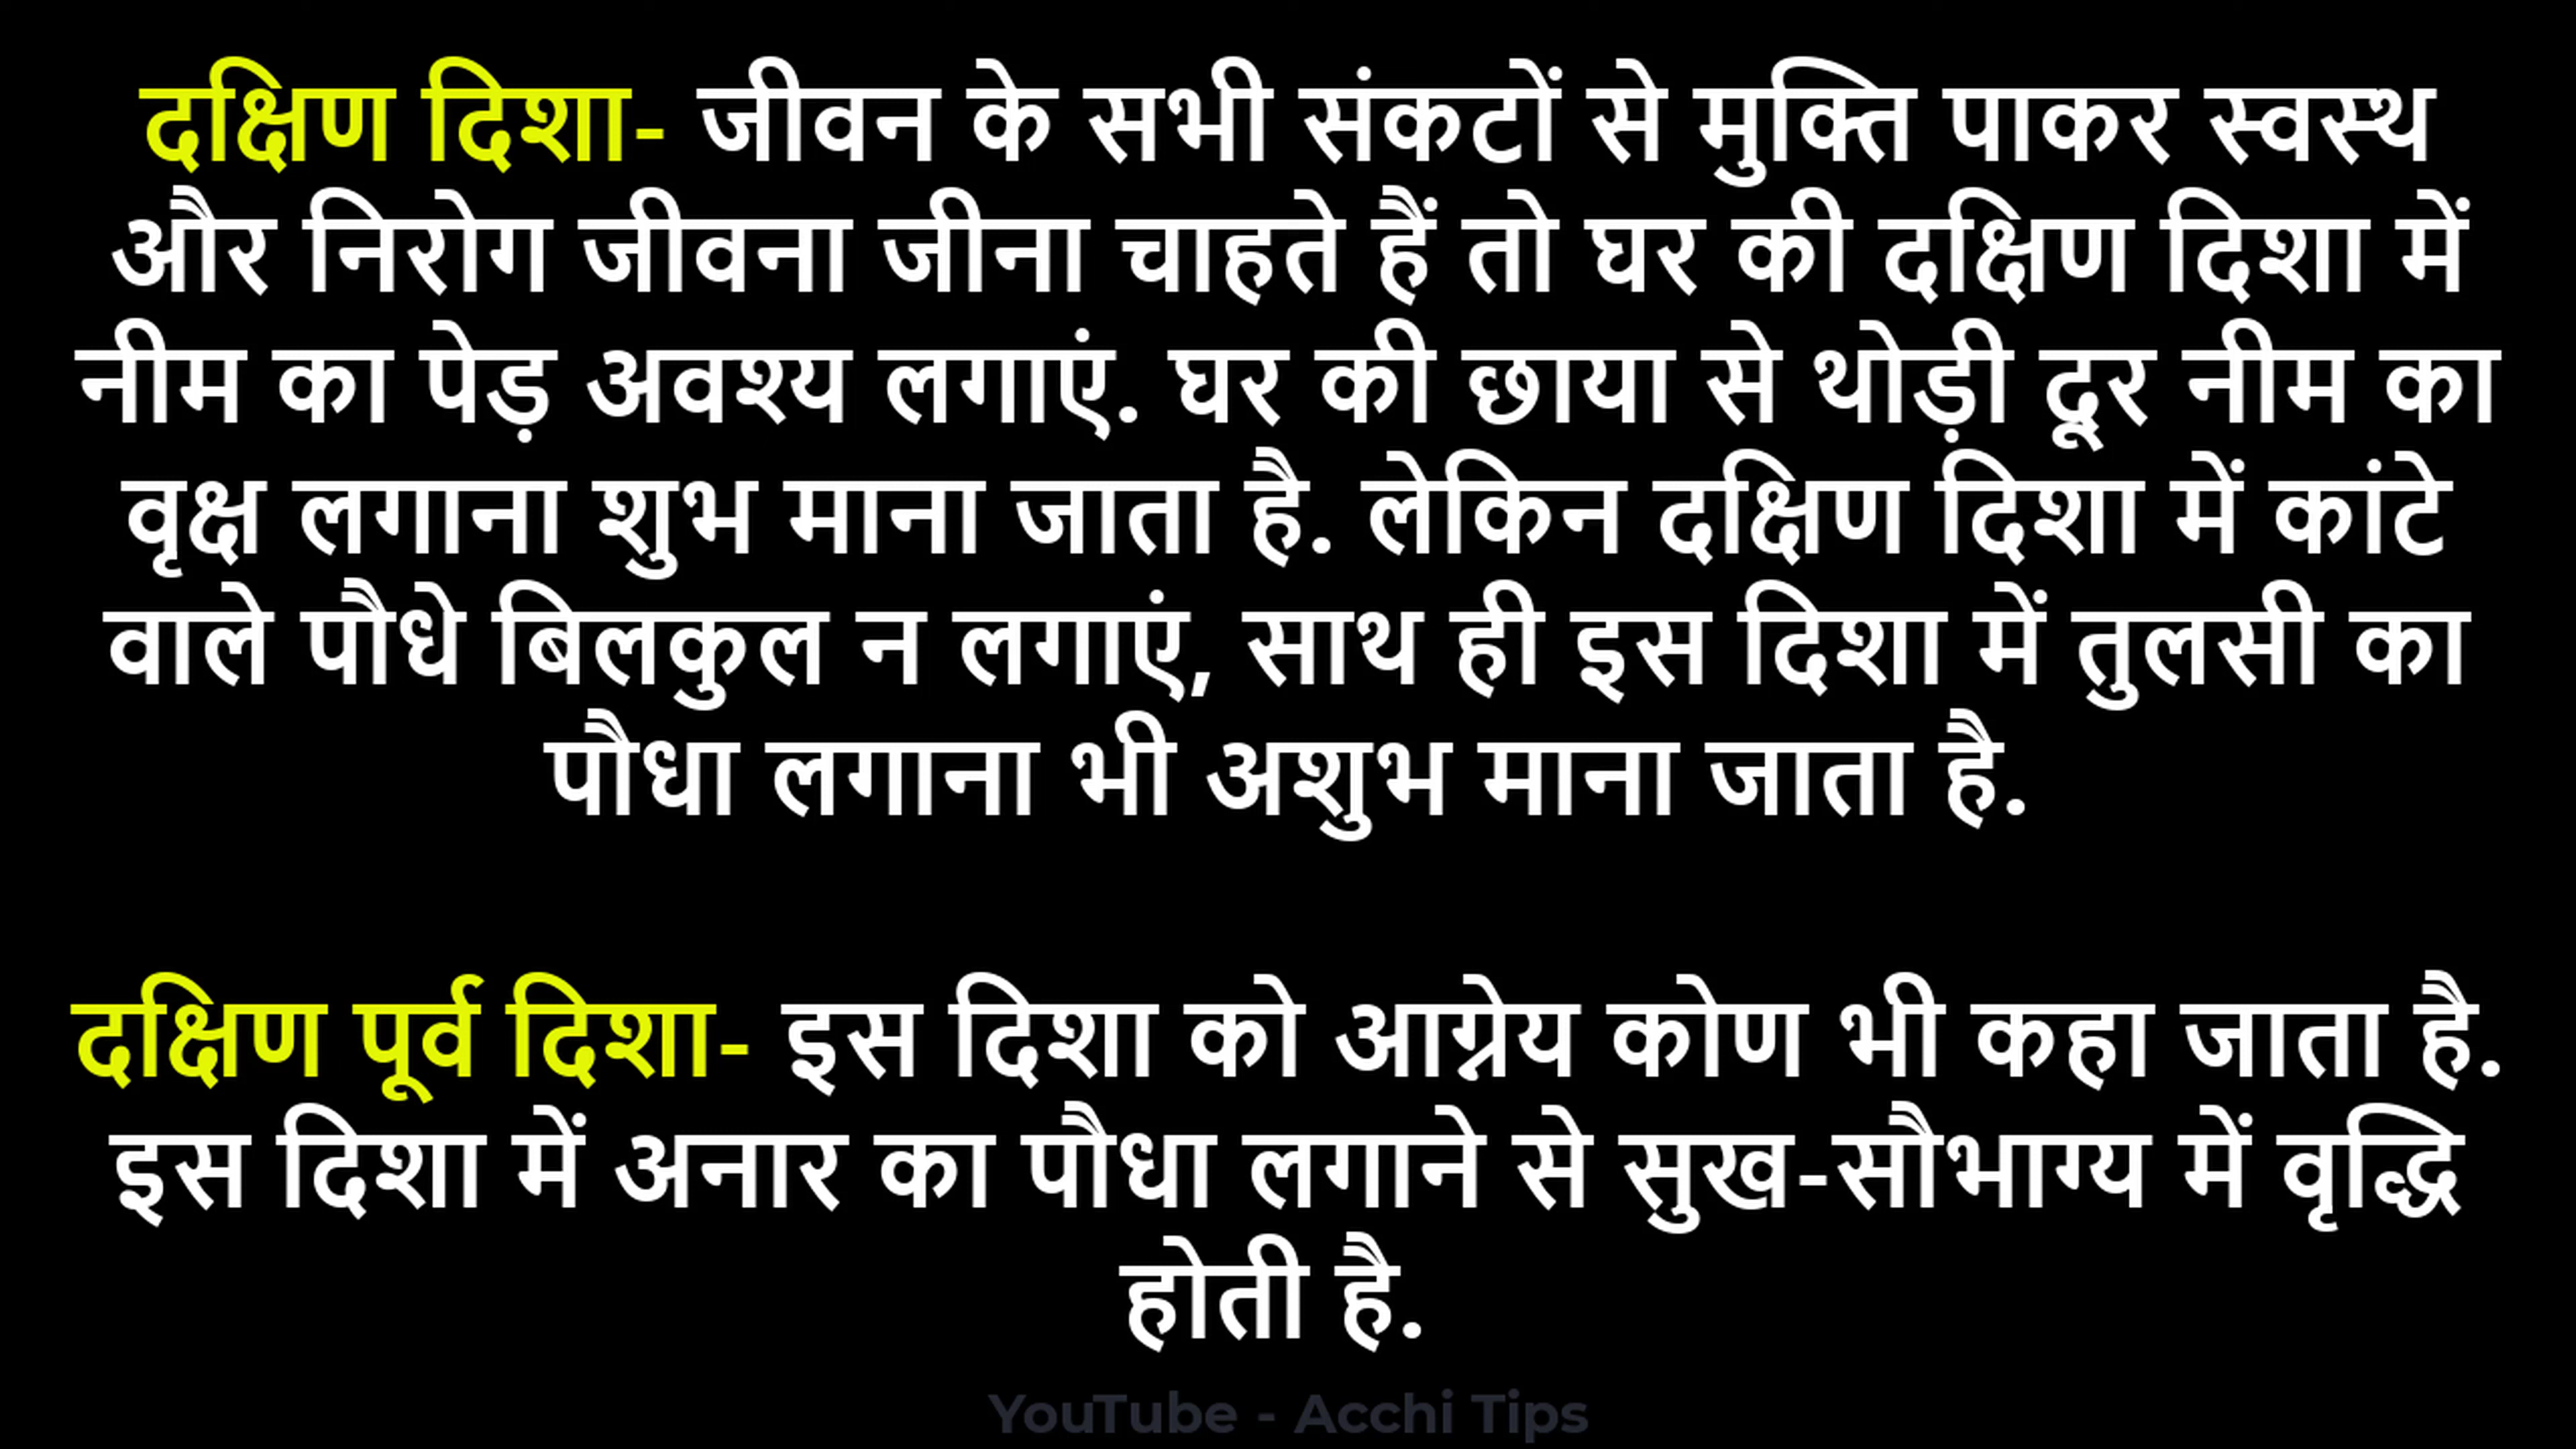 दक्षिण दिशा- जीवन के सभी संकटों से मुक्ति पाकर स्वस्थ
और निरोग जीवना जीना चाहते हैं तो घर की दक्षिण दिशा में
नीम का पेड़ अवश्य लगाएं. घर की छाया से थोड़ी दूर नीम का
वृक्ष लगाना शुभ माना जाता है. लेकिन दक्षिण दिशा में कांटे
वाले पौधे बिलकुल न लगाएं, साथ ही इस दिशा में तुलसी का
पौधा लगाना भी अशुभ माना जाता है.
दक्षिण पूर्व दिशा- इस दिशा को आग्नेय कोण भी कहा जाता है.
इस दिशा में अनार का पौधा लगाने से सुख-सौभाग्य में वृद्धि
होती है.
YouTube - Acchi Tips